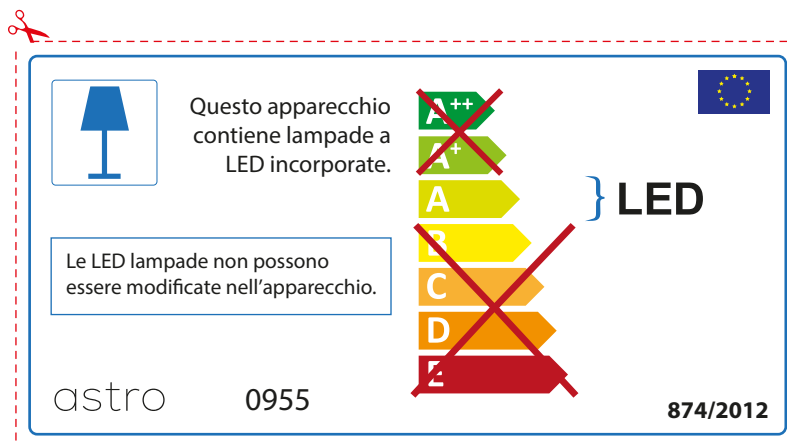 Questo apparecchio
contiene lampade a
LED incorporate.
A++
A+
A
B
C
D
E
LED
Le LED lampade non possono
essere modificate nell'apparecchio.
astro
0955
874/2012